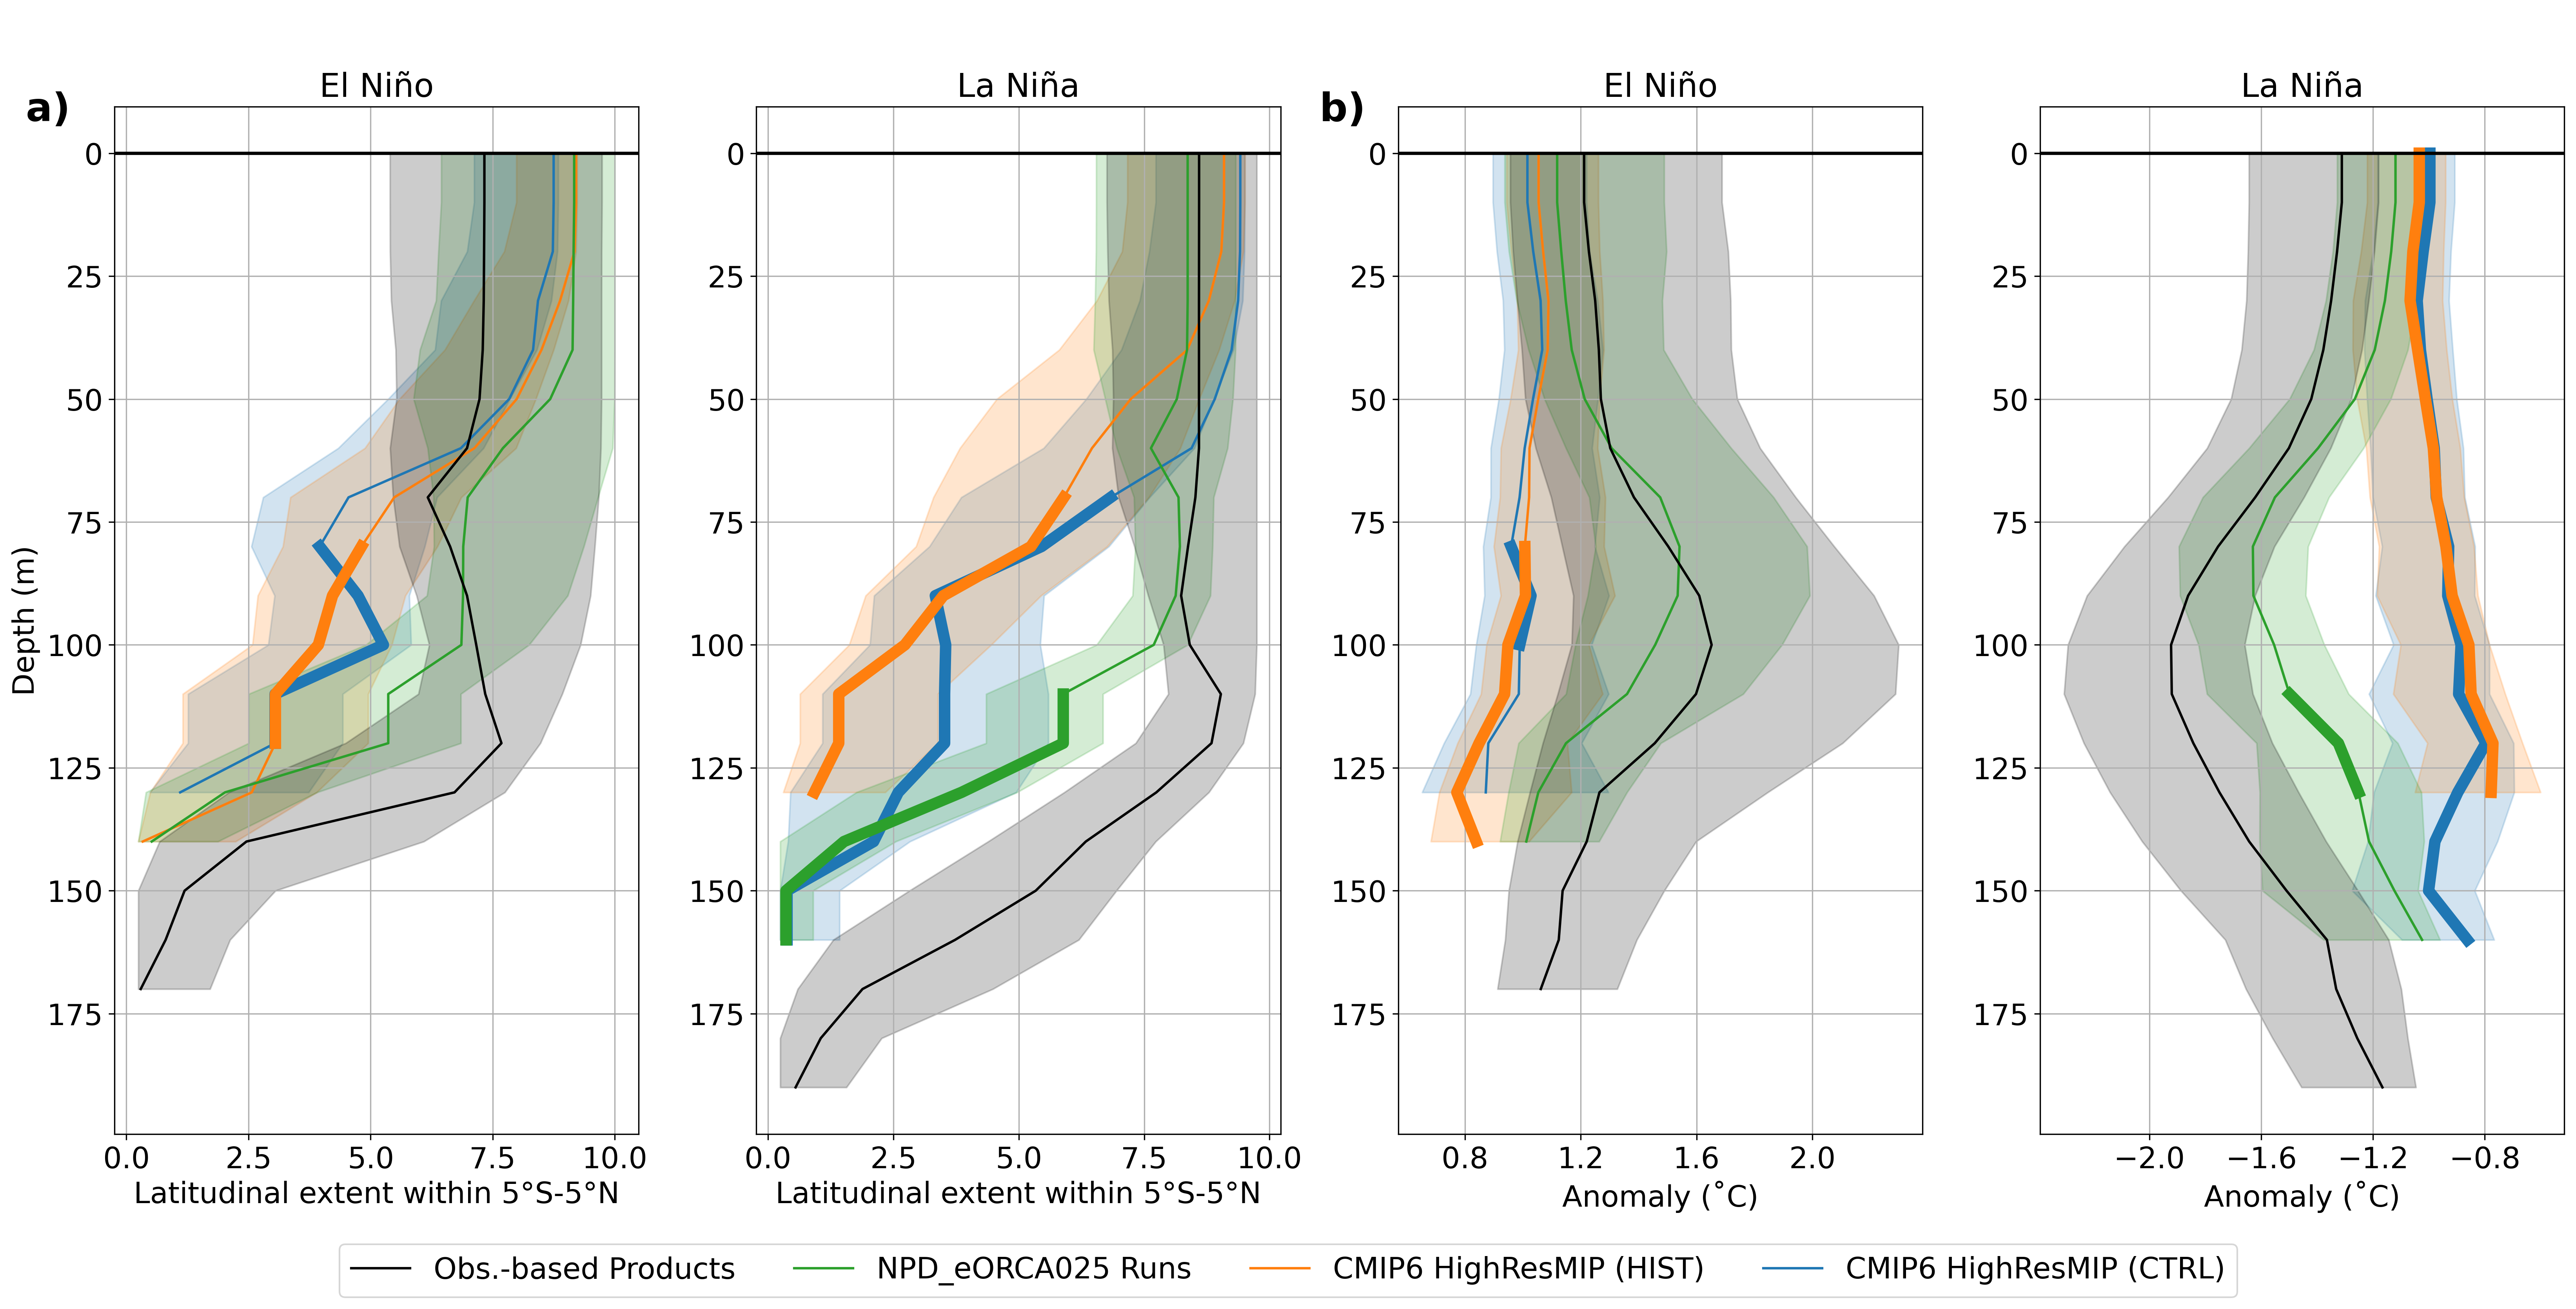 a)
El Niño
La Niña
b)
El Niño
La Niña
Depth (m)
0
25
50
75
100
125
150
175
0
25
50
75
100
125
150
175
0
25
50
75
100
125
150
175
0
25
50
75
100
125
150
175
0.0 2.5 5.0 7.5 10.0
0.0 2.5 5.0 7.5 10.0
0.8 1.2 1.6 2.0
−2.0 −1.6 −1.2 −0.8
Latitudinal extent within 5°S-5°N
Latitudinal extent within 5°S-5°N
Anomaly (˚C)
Anomaly (˚C)
Obs.-based Products
NPD_eORCA025 Runs
CMIP6 HighResMIP (HIST)
CMIP6 HighResMIP (CTRL)